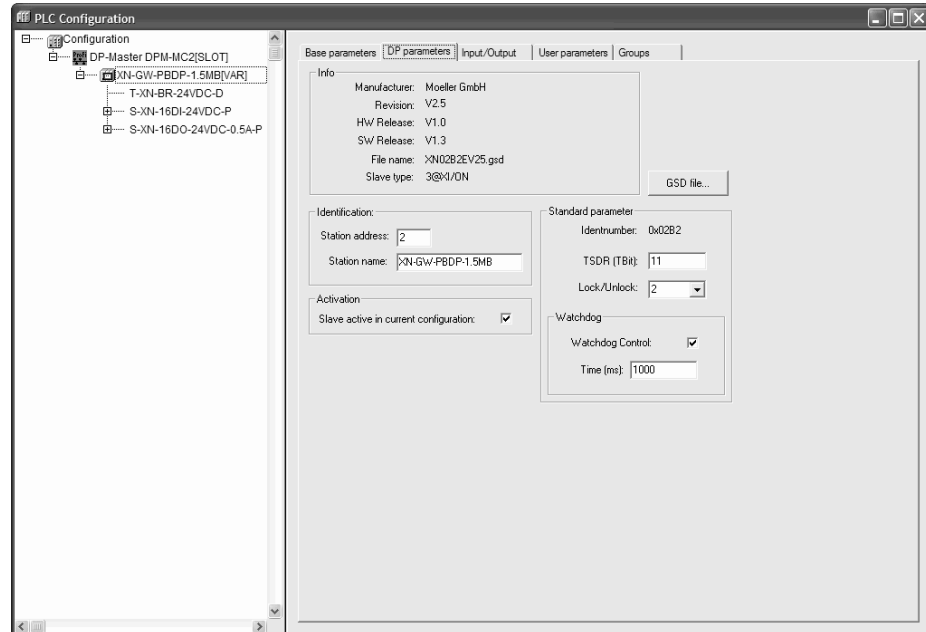 PLC Configuration
Configuration
DP-Master DPM-MC2[SLOT]
XN-GW-PBDP-1.5MB[VAR]
T-XN-BR-24VDC-D
S-XN-16DI-24VDC-P
S-XN-16DO-24VDC-0.5A-P
Base parameters DP parameters Input/Output User parameters Groups
Info
Manufacturer: Moeller GmbH
Revision: V2.5
HW Release: V1.0
SW Release: V1.3
File name: XN02B2EV25.gsd
Slave type: 3@XI/ON
GSD file...
Identification:
Station address: 2
Station name: XN-GW-PBDP-1.5MB
Activation
Slave active in current configuration:
Standard parameter
Identnumber: 0x02B2
TSDR (TBit): 11
Lock/Unlock: 2
Watchdog
Watchdog Control:
Time (ms): 1000